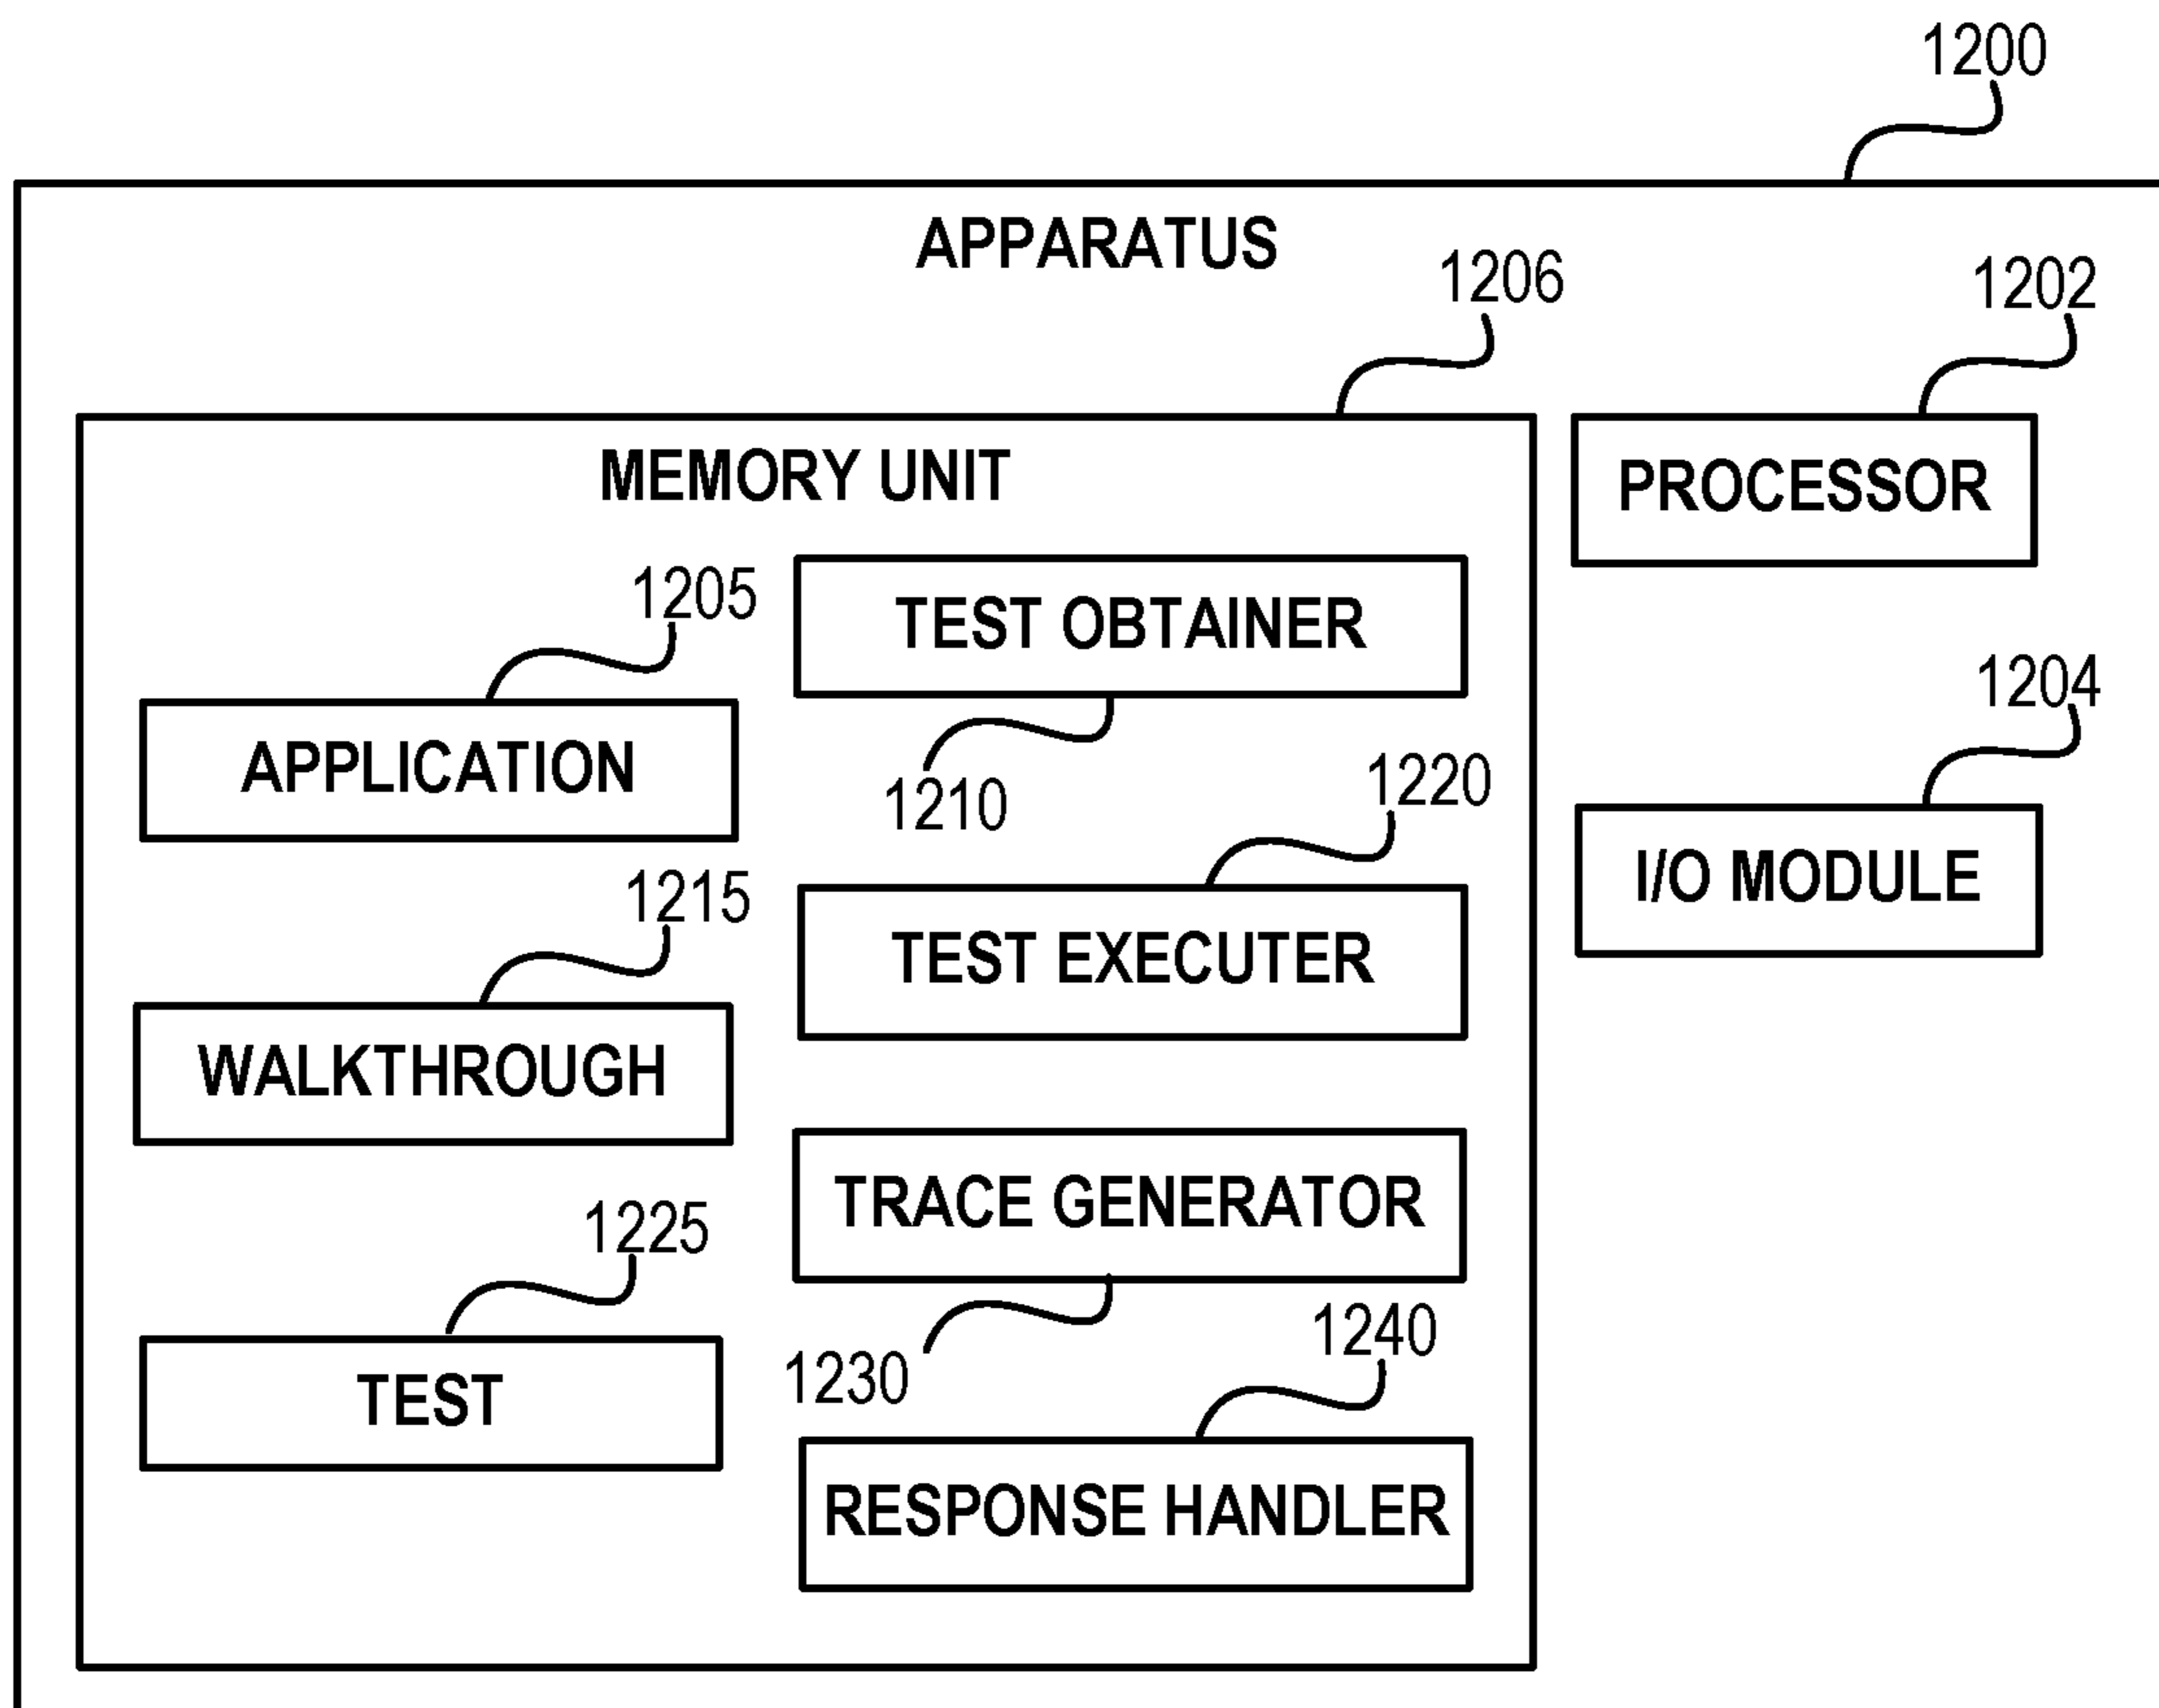 1200
APPARATUS
1206
1202
MEMORY UNIT
PROCESSOR
1205
TEST OBTAINER
APPLICATION
1210
1204
1220
I/O MODULE
1215
TEST EXECUTER
WALKTHROUGH
TRACE GENERATOR
1225
1230
1240
TEST
RESPONSE HANDLER